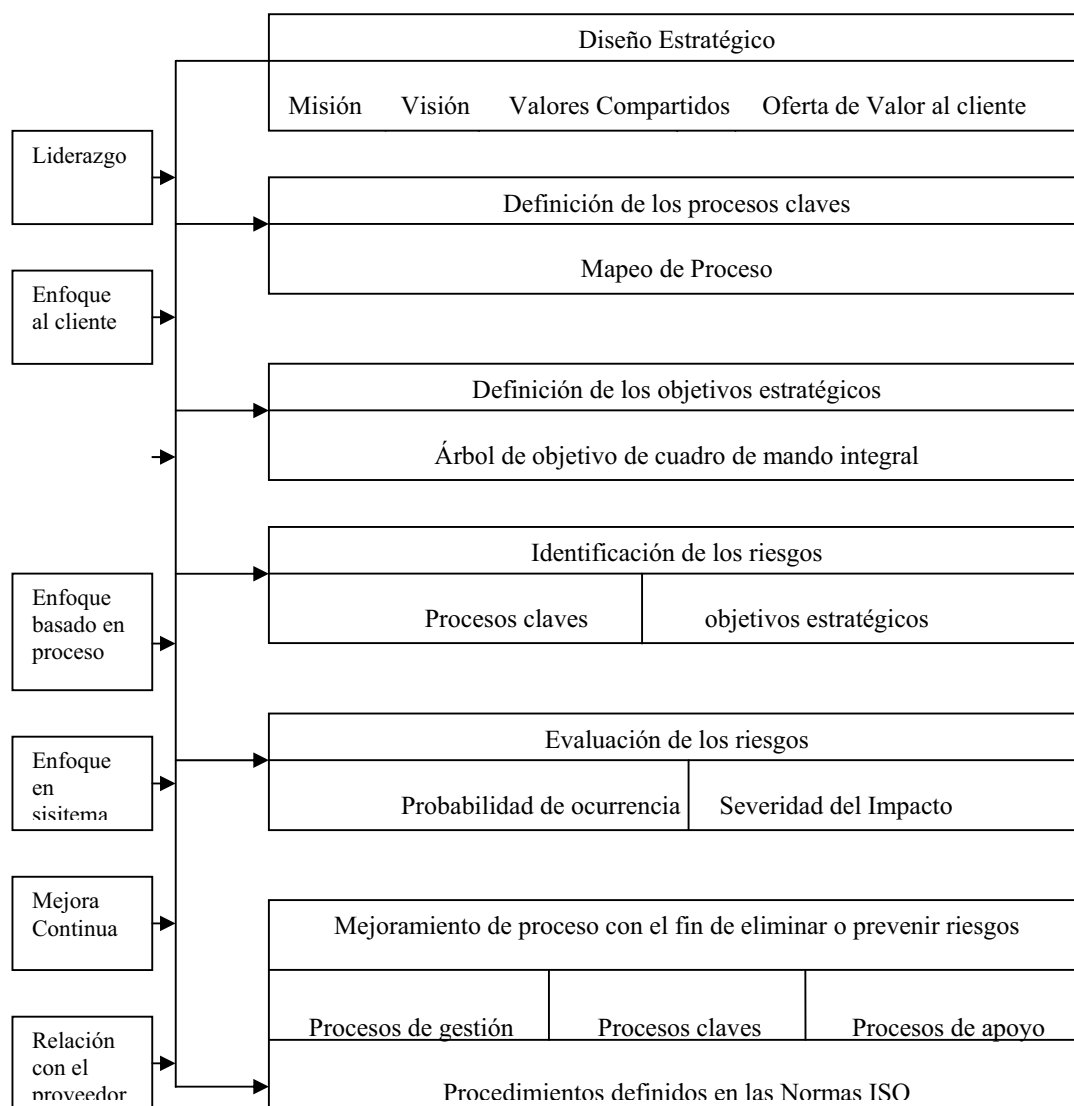 Diseño Estratégico
Misión Visión Valores Compartidos Oferta de Valor al cliente
Liderazgo
Definición de los procesos claves
Mapeo de Proceso
Enfoque
al cliente
Definición de los objetivos estratégicos
Árbol de objetivo de cuadro de mando integral
Identificación de los riesgos
Procesos claves objetivos estratégicos
Enfoque
basado en
proceso
Evaluación de los riesgos
Probabilidad de ocurrencia Severidad del Impacto
Enfoque
en
sisitema
Mejora
Continua
Mejoramiento de proceso con el fin de eliminar o prevenir riesgos
Procesos de gestión Procesos claves Procesos de apoyo
Relación
con el
proveedor
Procedimientos definidos en las Normas ISO